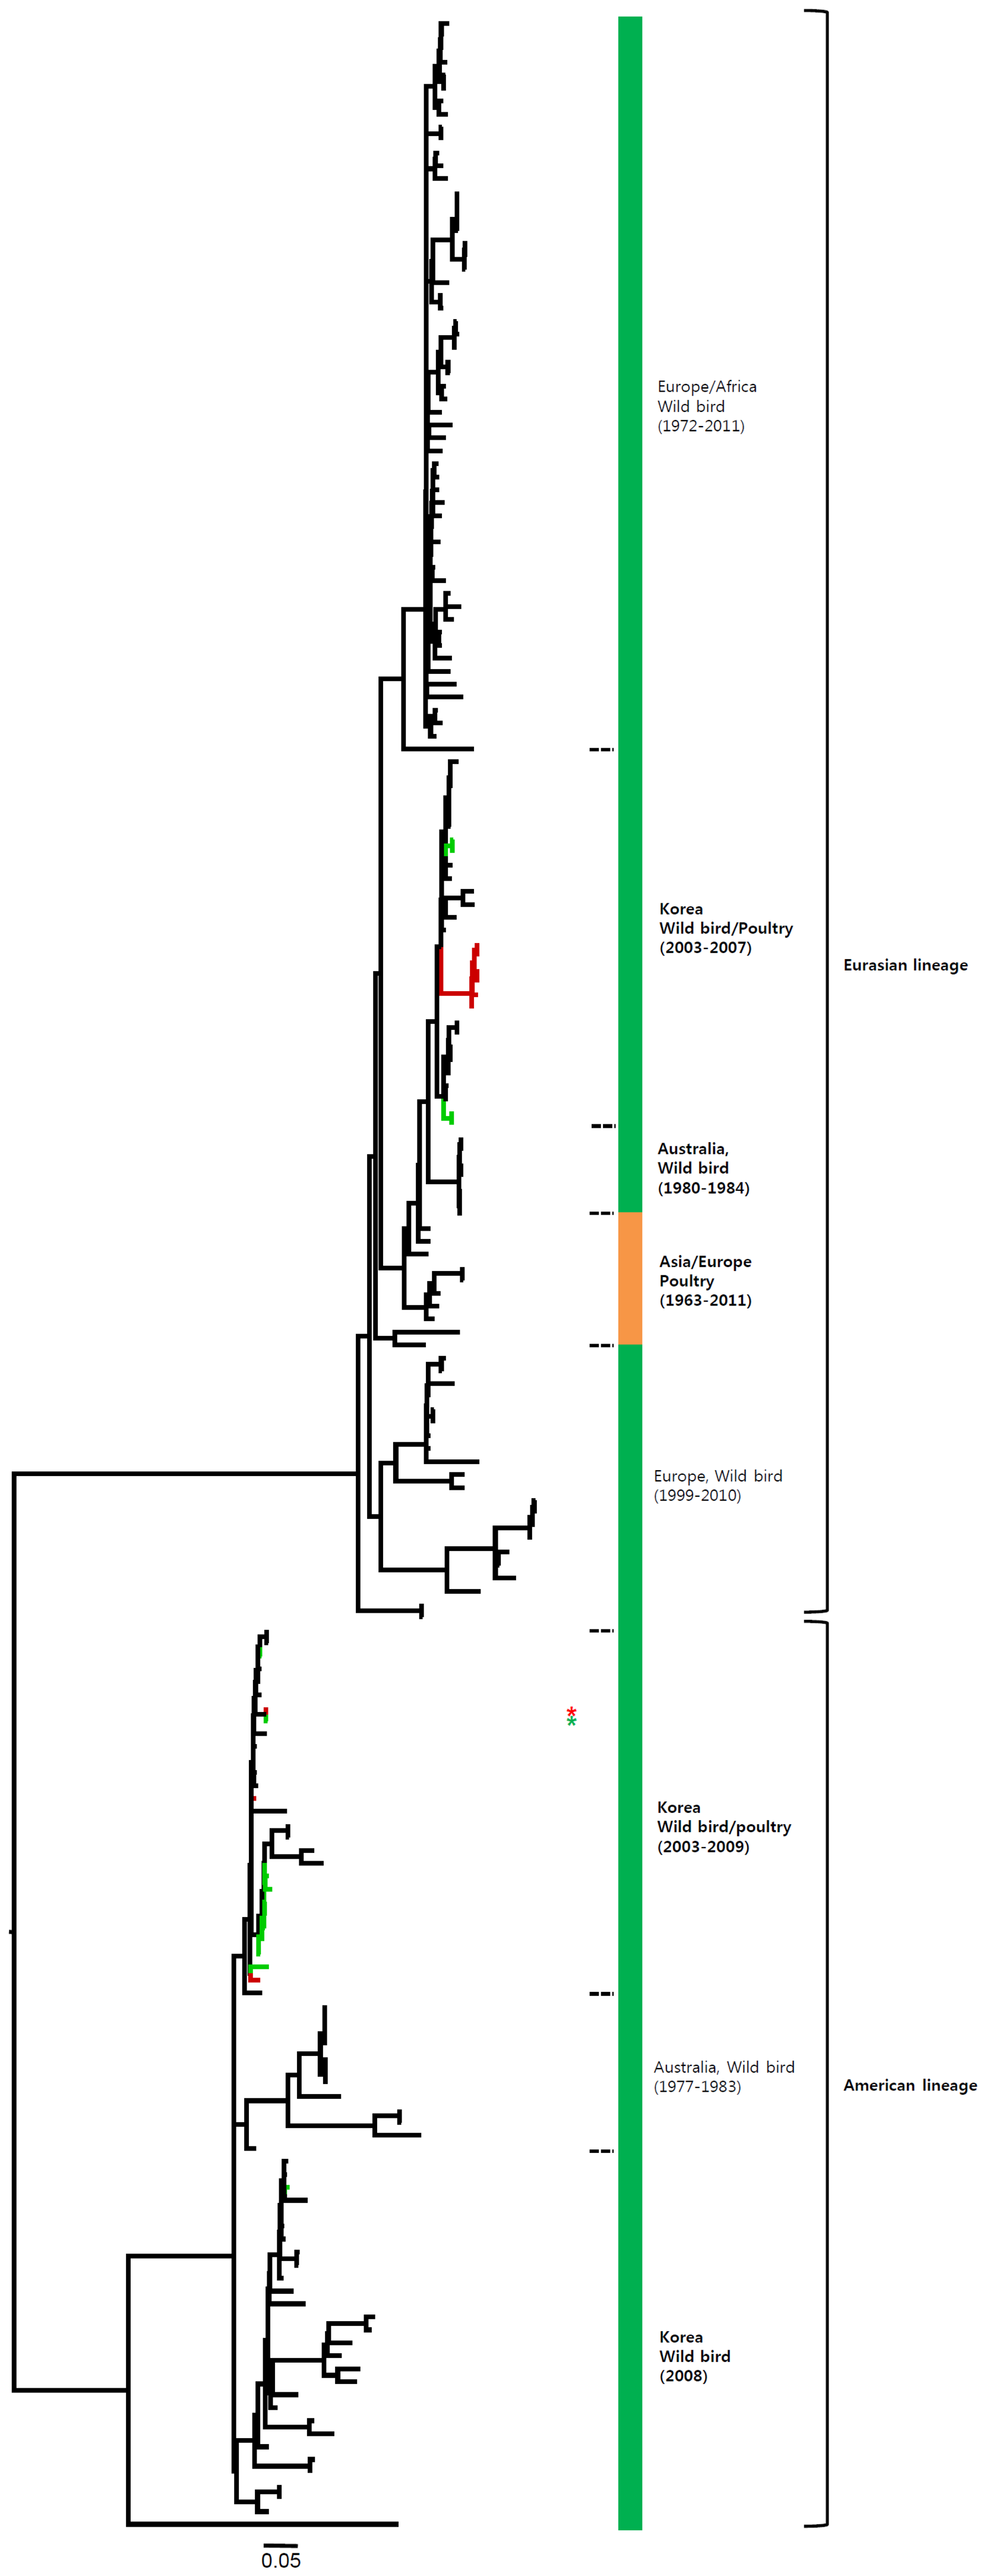 Europe/Africa
Wild bird
(1972-2011)
Korea
Wild bird/Poultry
(2003-2007)
Eurasian lineage
Australia,
Wild bird
(1980-1984)
Asia/Europe
Poultry
(1963-2011)
Europe, Wild bird
(1999-2010)
*
*
Korea
Wild bird/poultry
(2003-2009)
Australia, Wild bird
(1977-1983)
American lineage
Korea
Wild bird
(2008)
0.05